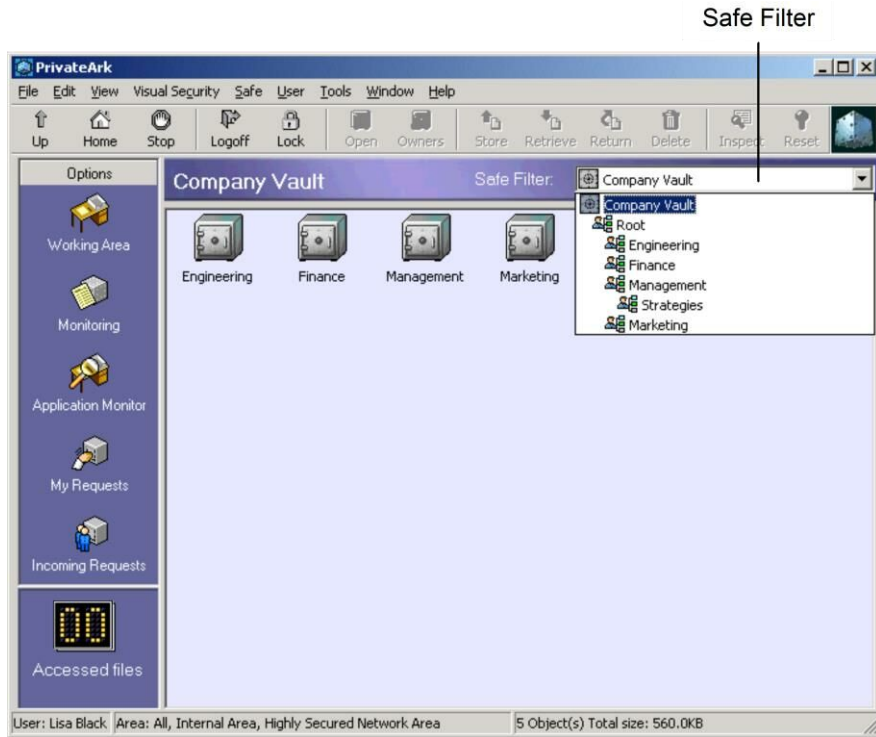 Safe Filter
PrivateArk
File Edit View Visual Security Safe User Tools Window Help
Up Home Stop Logoff Lock Open Owners Store Retrieve Return Delete Inspect Reset
Options
Company Vault Safe Filter: Company Vault
Company Vault
Root
Engineering
Finance
Management
Strategies
Marketing
Engineering Finance Management Marketing
Working Area
Monitoring
Application Monitor
My Requests
Incoming Requests
00
Accessed files
User: Lisa Black Area: All, Internal Area, Highly Secured Network Area 5 Object(s) Total size: 560.0KB